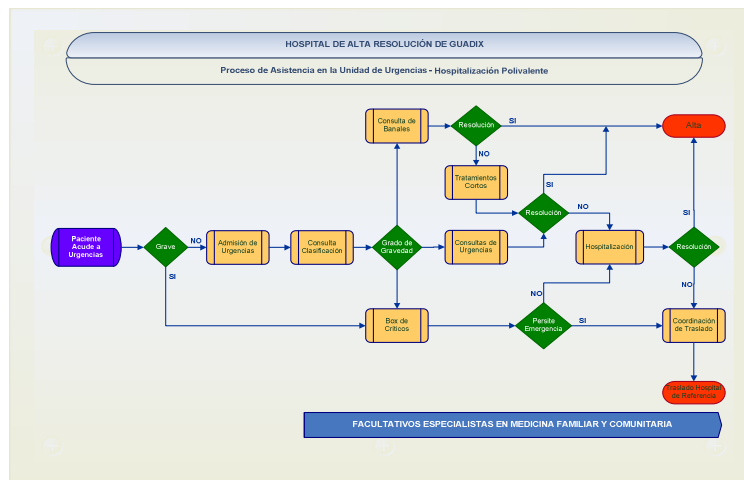 HOSPITAL DE ALTA RESOLUCIÓN DE GUADIX
Proceso de Asistencia en la Unidad de Urgencias - Hospitalización Polivalente
Consulta de
Banales
Resolución
SI
Alta
NO
Tratamientos
Cortos
SI
Resolución
NO
SI
Paciente
Acude a
Urgencias
Grave
NO
Admisión de
Urgencias
Consulta
Clasificación
Grado de
Gravedad
Consultas de
Urgencias
Hospitalización
Resolución
SI
NO
NO
Box de
Críticos
Persite
Emergencia
SI
Coordinación
de Traslado
Traslado Hospital
de Referencia
FACULTATIVOS ESPECIALISTAS EN MEDICINA FAMILIAR Y COMUNITARIA